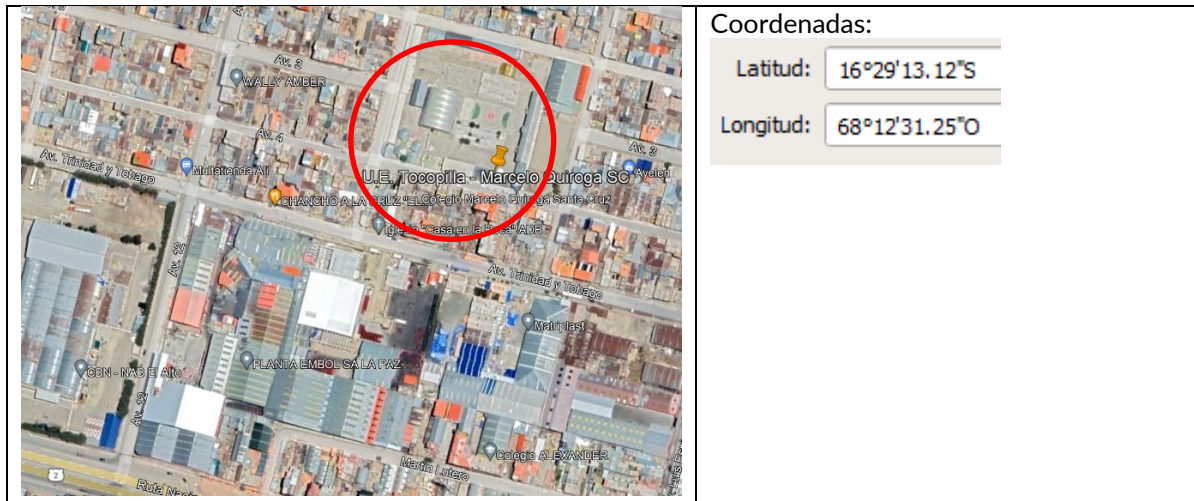 Coordenadas:
Latitud: 16°29'13.12"S
Longitud: 68°12'31.25"O
Av. 3
WALLY AMBER
Av. 4
Av. 3
Av. Trinidad y Tobago
Multitienda Ali
U.E. Tocopilla - Marcelo Quiroga SC
CHANCHO A LA CRUZ "EL
Colegio Marcelo Quiroga Santa Cruz
Iglesia "Casa en la Roca" ADB
Av. 12
Av. Trinidad y Tobago
Matriplast
PLANTA EMBOL SA LA PAZ
CDN - NAC El Alto
Av. 12
Colegio ALEXANDER
Martin Lutero
2
Ruta Nac